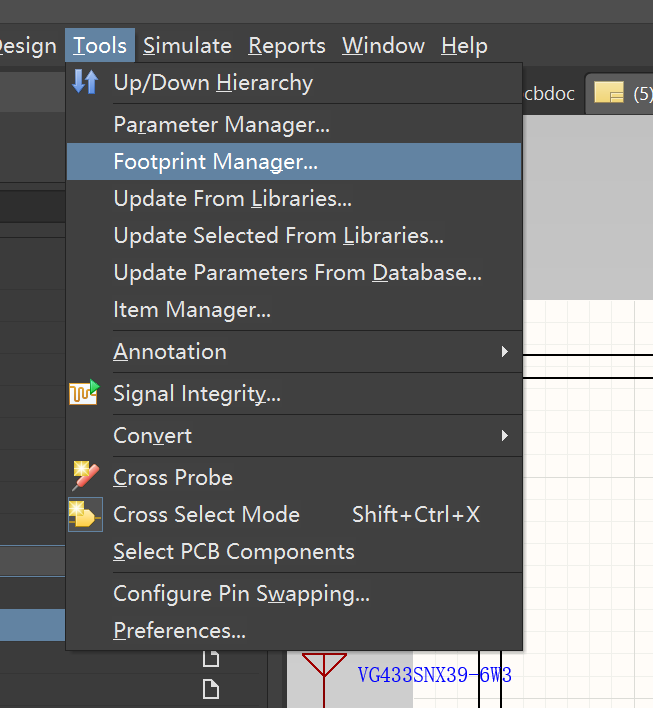 Design Tools Simulate Reports Window Help
Up/Down Hierarchy
cbdoc (5)
Parameter Manager...
Footprint Manager...
Update From Libraries...
Update Selected From Libraries...
Update Parameters From Database...
Item Manager...
Annotation
Signal Integrity...
Convert
Cross Probe
Cross Select Mode Shift+Ctrl+X
Select PCB Components
Configure Pin Swapping...
Preferences...
VG433SNX39-6W3